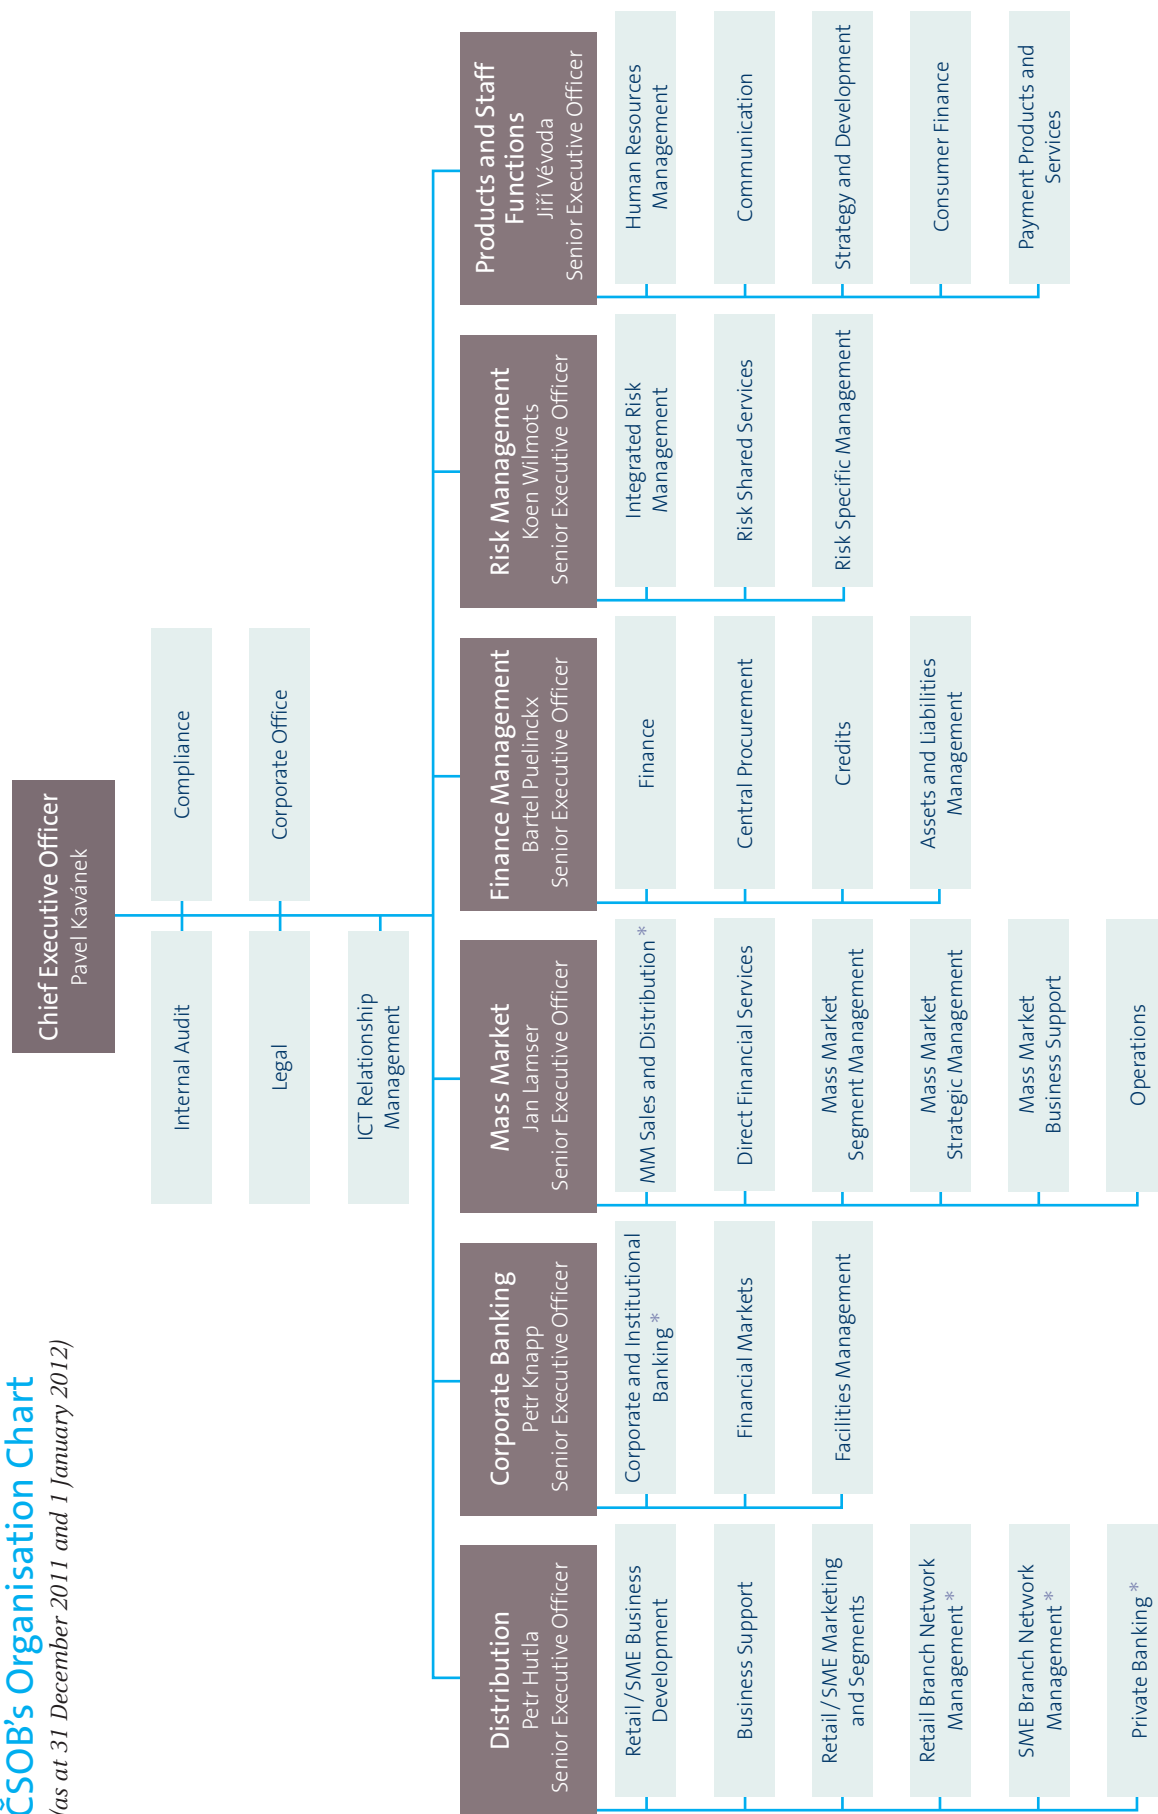 ČSOB's Organisation Chart
(as at 31 December 2011 and 1 January 2012)
Chief Executive Officer
Pavel Kavánek
Internal Audit
Compliance
Legal
Corporate Office
ICT Relationship
Management
Distribution
Petr Hutla
Senior Executive Officer
Retail / SME Business
Development
Business Support
Retail / SME Marketing
and Segments
Retail Branch Network
Management *
SME Branch Network
Management *
Private Banking *
Corporate Banking
Petr Knapp
Senior Executive Officer
Corporate and Institutional
Banking *
Financial Markets
Facilities Management
Mass Market
Jan Lamser
Senior Executive Officer
MM Sales and Distribution *
Direct Financial Services
Mass Market
Segment Management
Mass Market
Strategic Management
Mass Market
Business Support
Operations
Finance Management
Bartel Puelinckx
Senior Executive Officer
Finance
Central Procurement
Credits
Assets and Liabilities
Management
Risk Management
Koen Wilmots
Senior Executive Officer
Integrated Risk
Management
Risk Shared Services
Risk Specific Management
Products and Staff
Functions
Jiří Vévoda
Senior Executive Officer
Human Resources
Management
Communication
Strategy and Development
Consumer Finance
Payment Products and
Services